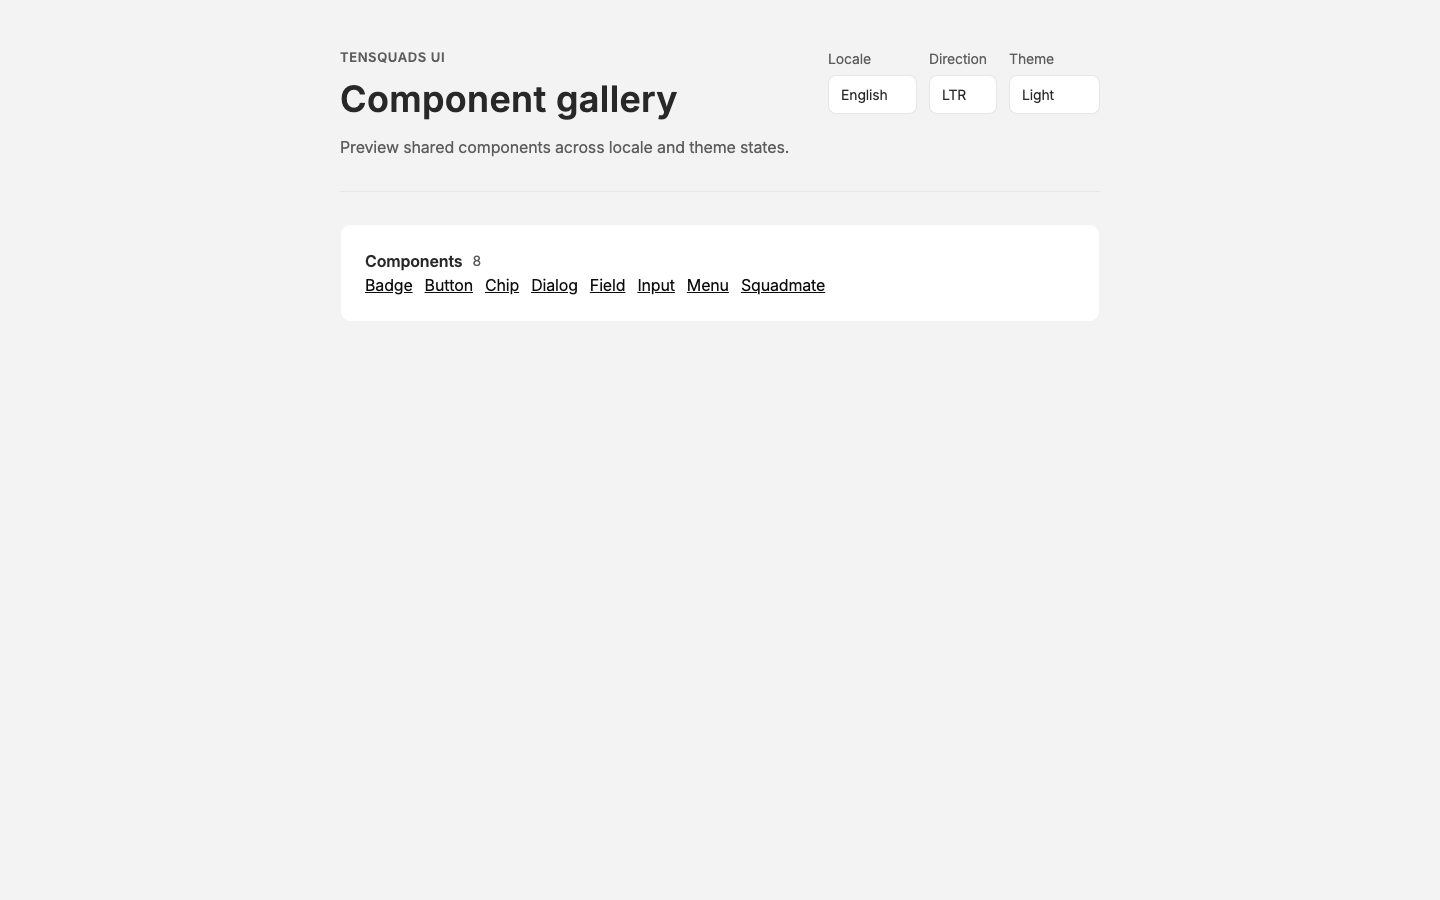 TENSQUADS UI
Component gallery
Preview shared components across locale and theme states.
Locale Direction Theme
English LTR Light
Components 8
Badge Button Chip Dialog Field Input Menu Squadmate